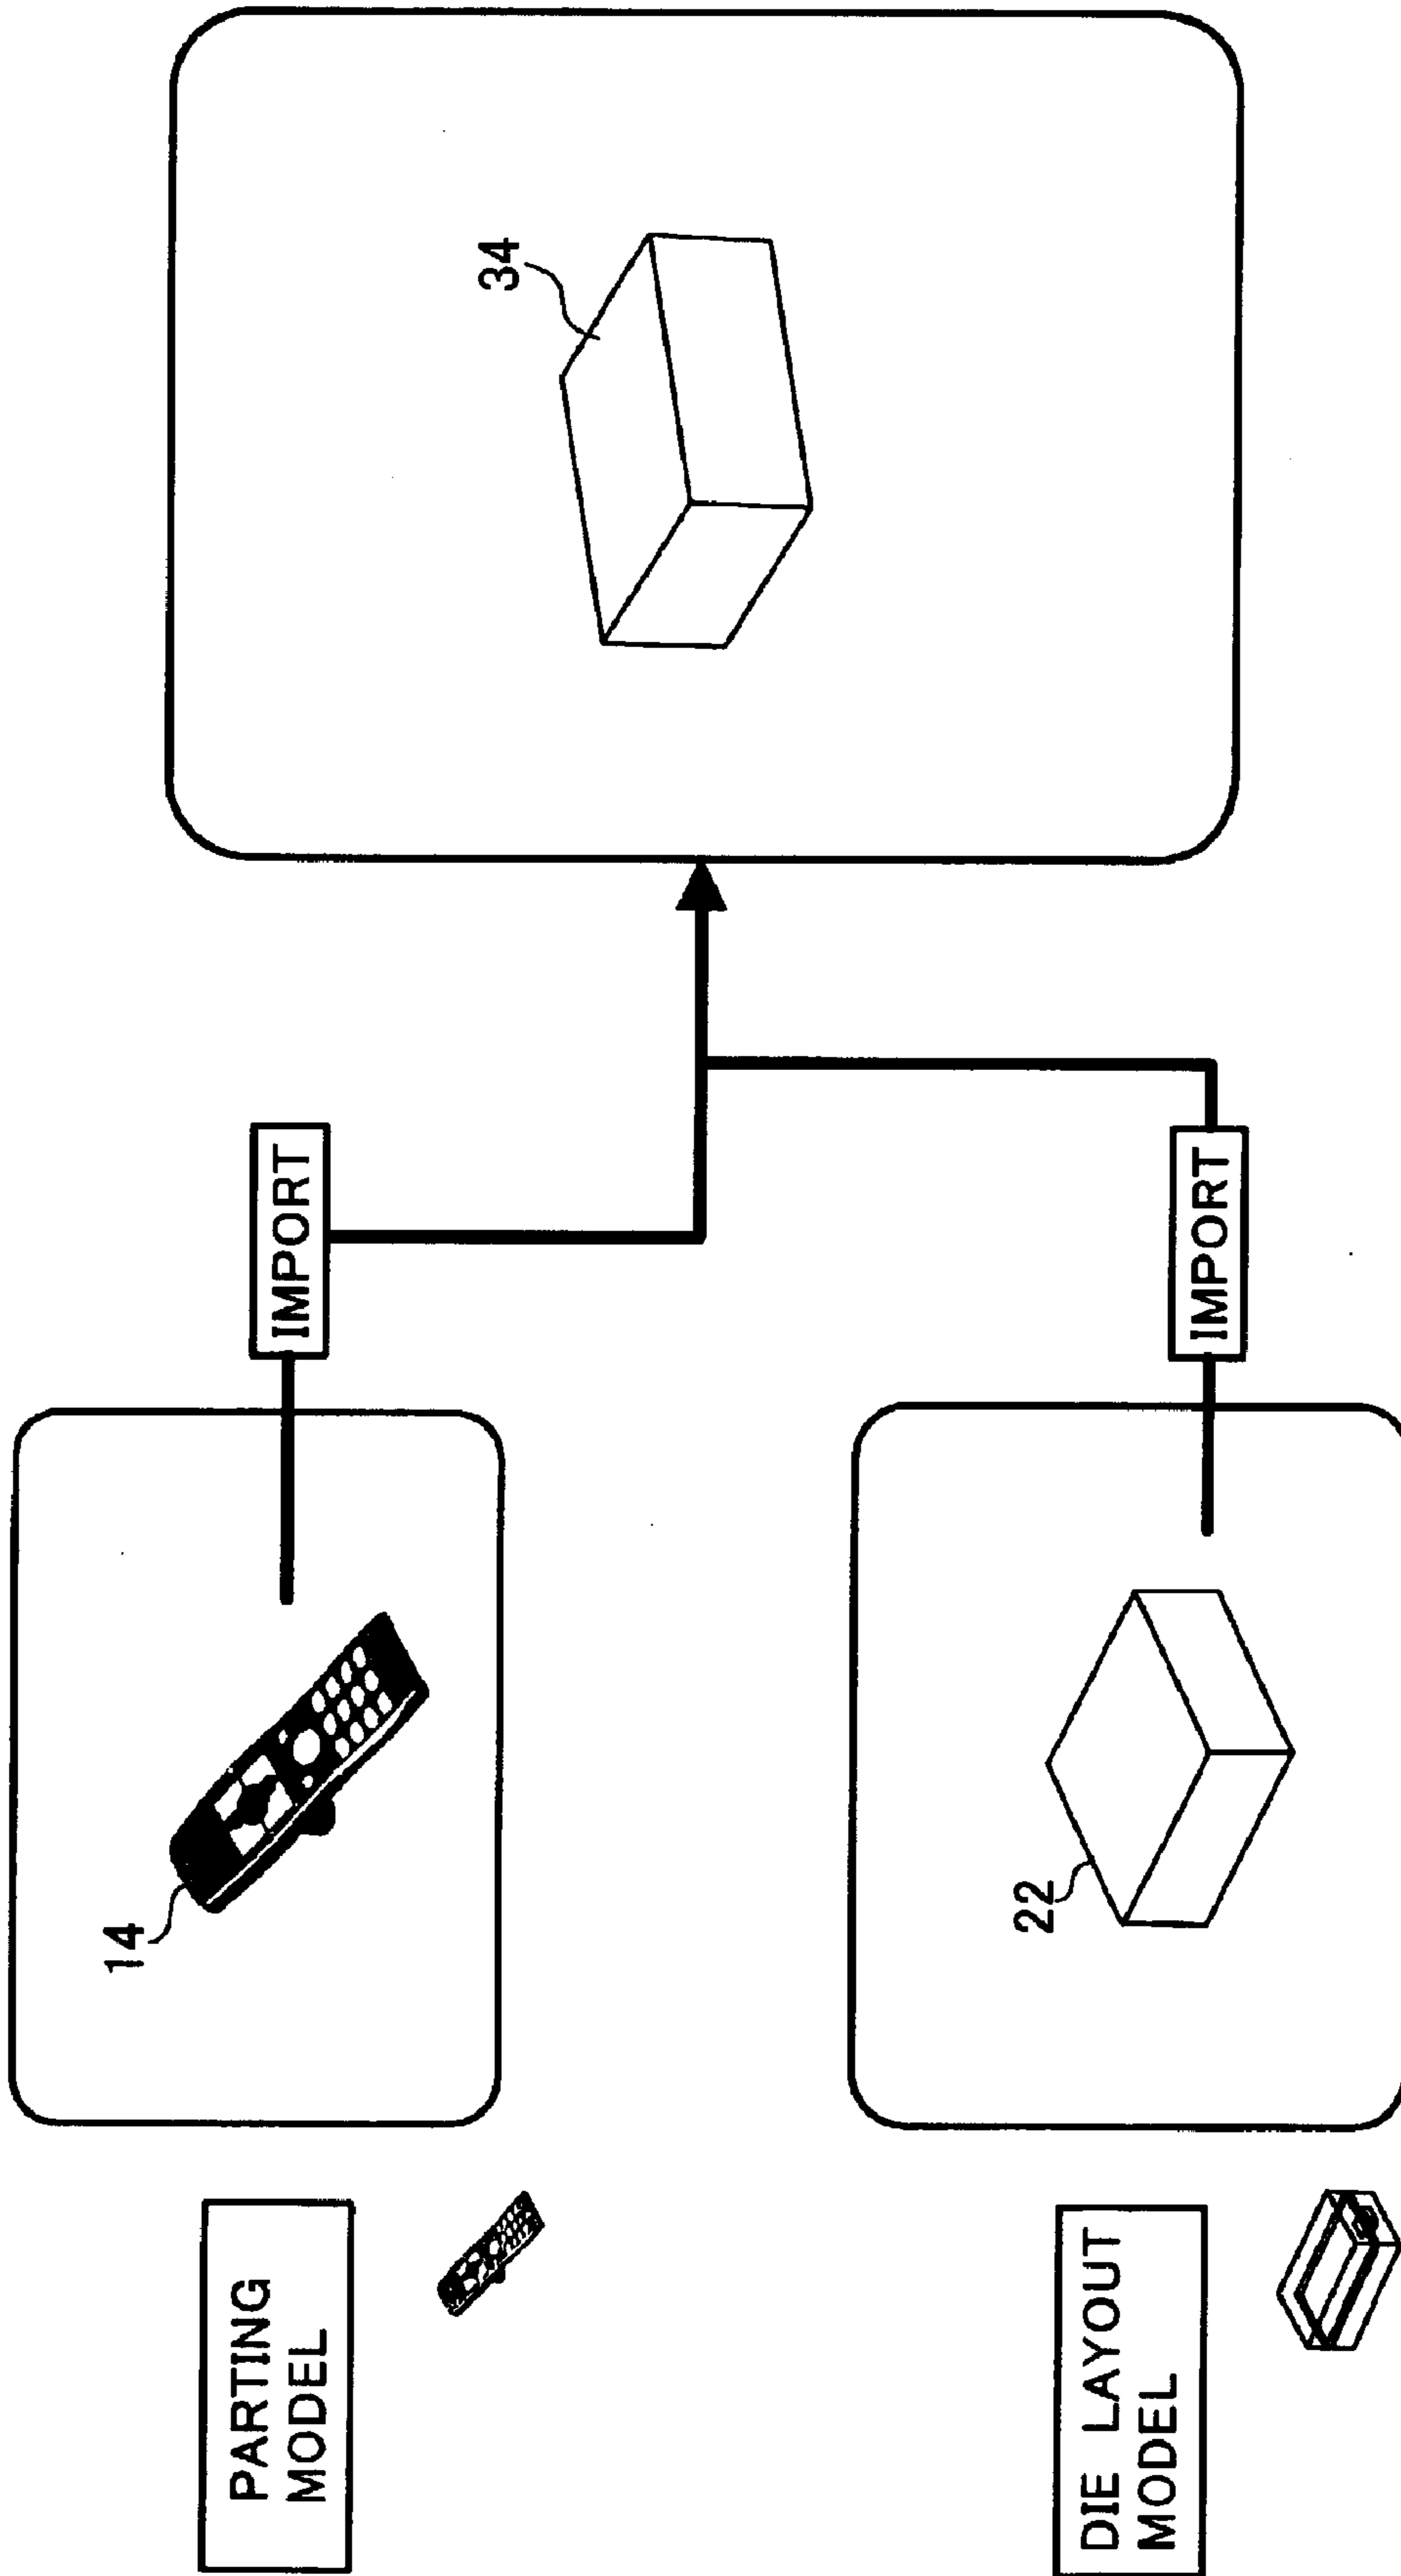 PARTING
MODEL
14
IMPORT
34
DIE LAYOUT
MODEL
22
IMPORT